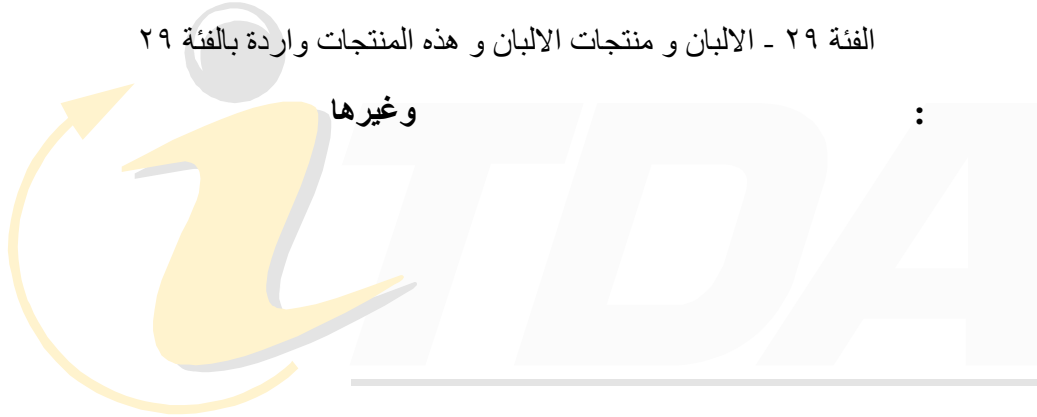 الفئة ٢٩ - الالبان و منتجات الالبان و هذه المنتجات واردة بالفئة ٢٩
: وغيرها
iTDA